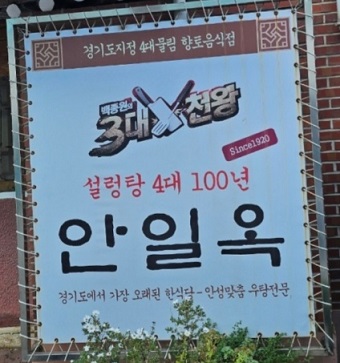 경기도지정 4대물림 향토음식점
백종원의
3대천왕
Since1920
설렁탕 4대 100년
안일옥
경기도에서 가장 오래된 한식당-안성맞춤 우탕전문